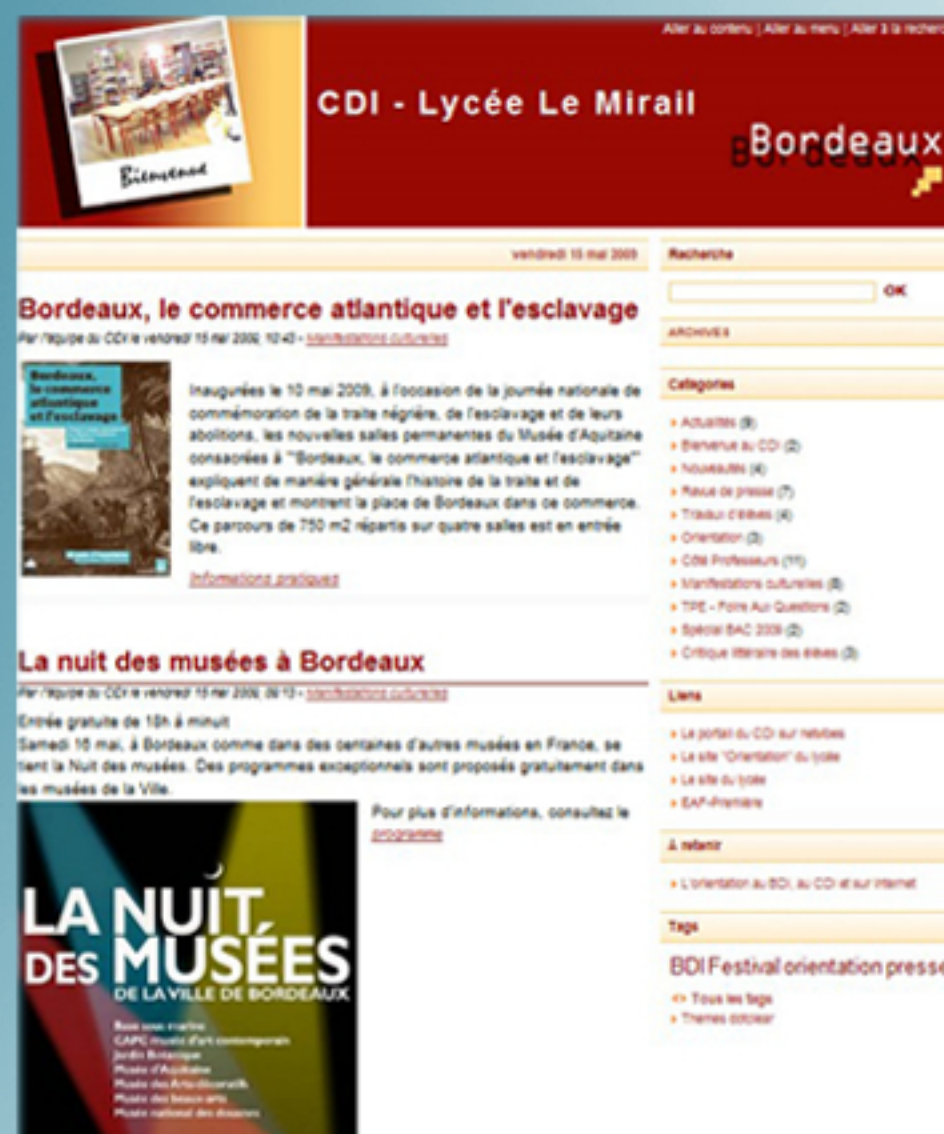 Aller au contenu | Aller au menu | Aller à la recherc
Bienvenue
CDI - Lycée Le Mirail
Bordeaux
vendredi 15 mai 2009
Bordeaux, le commerce atlantique et l'esclavage
Par l'équipe du CDI le vendredi 15 mai 2009, 10:43 - Manifestations culturelles
Bordeaux,
le commerce
atlantique
et l'esclavage
Inaugurées le 10 mai 2009, à l'occasion de la journée nationale de
commémoration de la traite négrière, de l'esclavage et de leurs
abolitions, les nouvelles salles permanentes du Musée d'Aquitaine
consacrées à "'Bordeaux, le commerce atlantique et l'esclavage"'
expliquent de manière générale l'histoire de la traite et de
l'esclavage et montrent la place de Bordeaux dans ce commerce.
Ce parcours de 750 m2 répartis sur quatre salles est en entrée
libre.
Informations pratiques
La nuit des musées à Bordeaux
Par l'équipe du CDI le vendredi 15 mai 2009, - Manifestations culturelles
Entrée gratuite de 18h à minuit
Samedi 16 mai, à Bordeaux comme dans des centaines d'autres musées en France, se
tient la Nuit des musées. Des programmes exceptionnels sont proposés gratuitement dans
les musées de la Ville.
Pour plus d'informations, consultez le
programme
LA NUIT
DES MUSÉES
DE LA VILLE DE BORDEAUX
Base sous marine
CAPC musée d'art contemporain
Jardin Botanique
Musée d'Aquitaine
Musée des Arts décoratifs
Musée des beaux-arts
Musée national des douanes
Recherche
OK
ARCHIVES
Catégories
Actualités (9)
Bienvenue au CDI (2)
Nouveautés (4)
Revue de presse (7)
Travaux d'élèves (4)
Orientation (3)
Côté Professeurs (11)
Manifestations culturelles (8)
TPE - Foire Aux Questions (2)
Spécial BAC 2009 (2)
Critique littéraire des élèves (3)
Liens
Le portail du CDI sur netvibes
Le site "Orientation" du lycée
Le site du lycée
EAF-Première
A retenir
L'orientation au BDI, au CDI et sur internet
Tags
BDI Festival orientation presse
Tous les tags
Themes dotclear